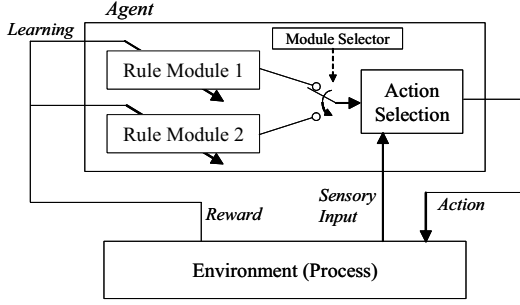 Agent
Learning
Module Selector
Rule Module 1
Action
Selection
Rule Module 2
Sensory
Input
Action
Reward
Environment (Process)